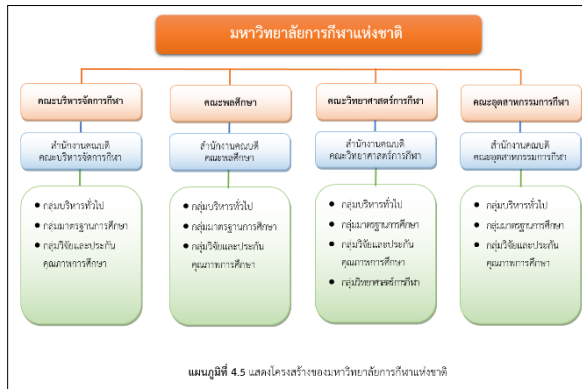 มหาวิทยาลัยการกีฬาแห่งชาติ
คณะบริหารจัดการกีฬา
สำนักงานคณบดี
คณะบริหารจัดการกีฬา
● กลุ่มบริหารทั่วไป
● กลุ่มมาตรฐานการศึกษา
● กลุ่มวิจัยและประกัน
คุณภาพการศึกษา
คณะพลศึกษา
สำนักงานคณบดี
คณะพลศึกษา
● กลุ่มบริหารทั่วไป
● กลุ่มมาตรฐานการศึกษา
● กลุ่มวิจัยและประกัน
คุณภาพการศึกษา
คณะวิทยาศาสตร์การกีฬา
สำนักงานคณบดี
คณะวิทยาศาสตร์การกีฬา
● กลุ่มบริหารทั่วไป
● กลุ่มมาตรฐานการศึกษา
● กลุ่มวิจัยและประกัน
คุณภาพการศึกษา
● กลุ่มวิทยาศาสตร์การกีฬา
คณะอุตสาหกรรมการกีฬา
สำนักงานคณบดี
คณะอุตสาหกรรมการกีฬา
● กลุ่มบริหารทั่วไป
● กลุ่มมาตรฐานการศึกษา
● กลุ่มวิจัยและประกัน
คุณภาพการศึกษา
แผนภูมิที่ 4.5 แสดงโครงสร้างของมหาวิทยาลัยการกีฬาแห่งชาติ